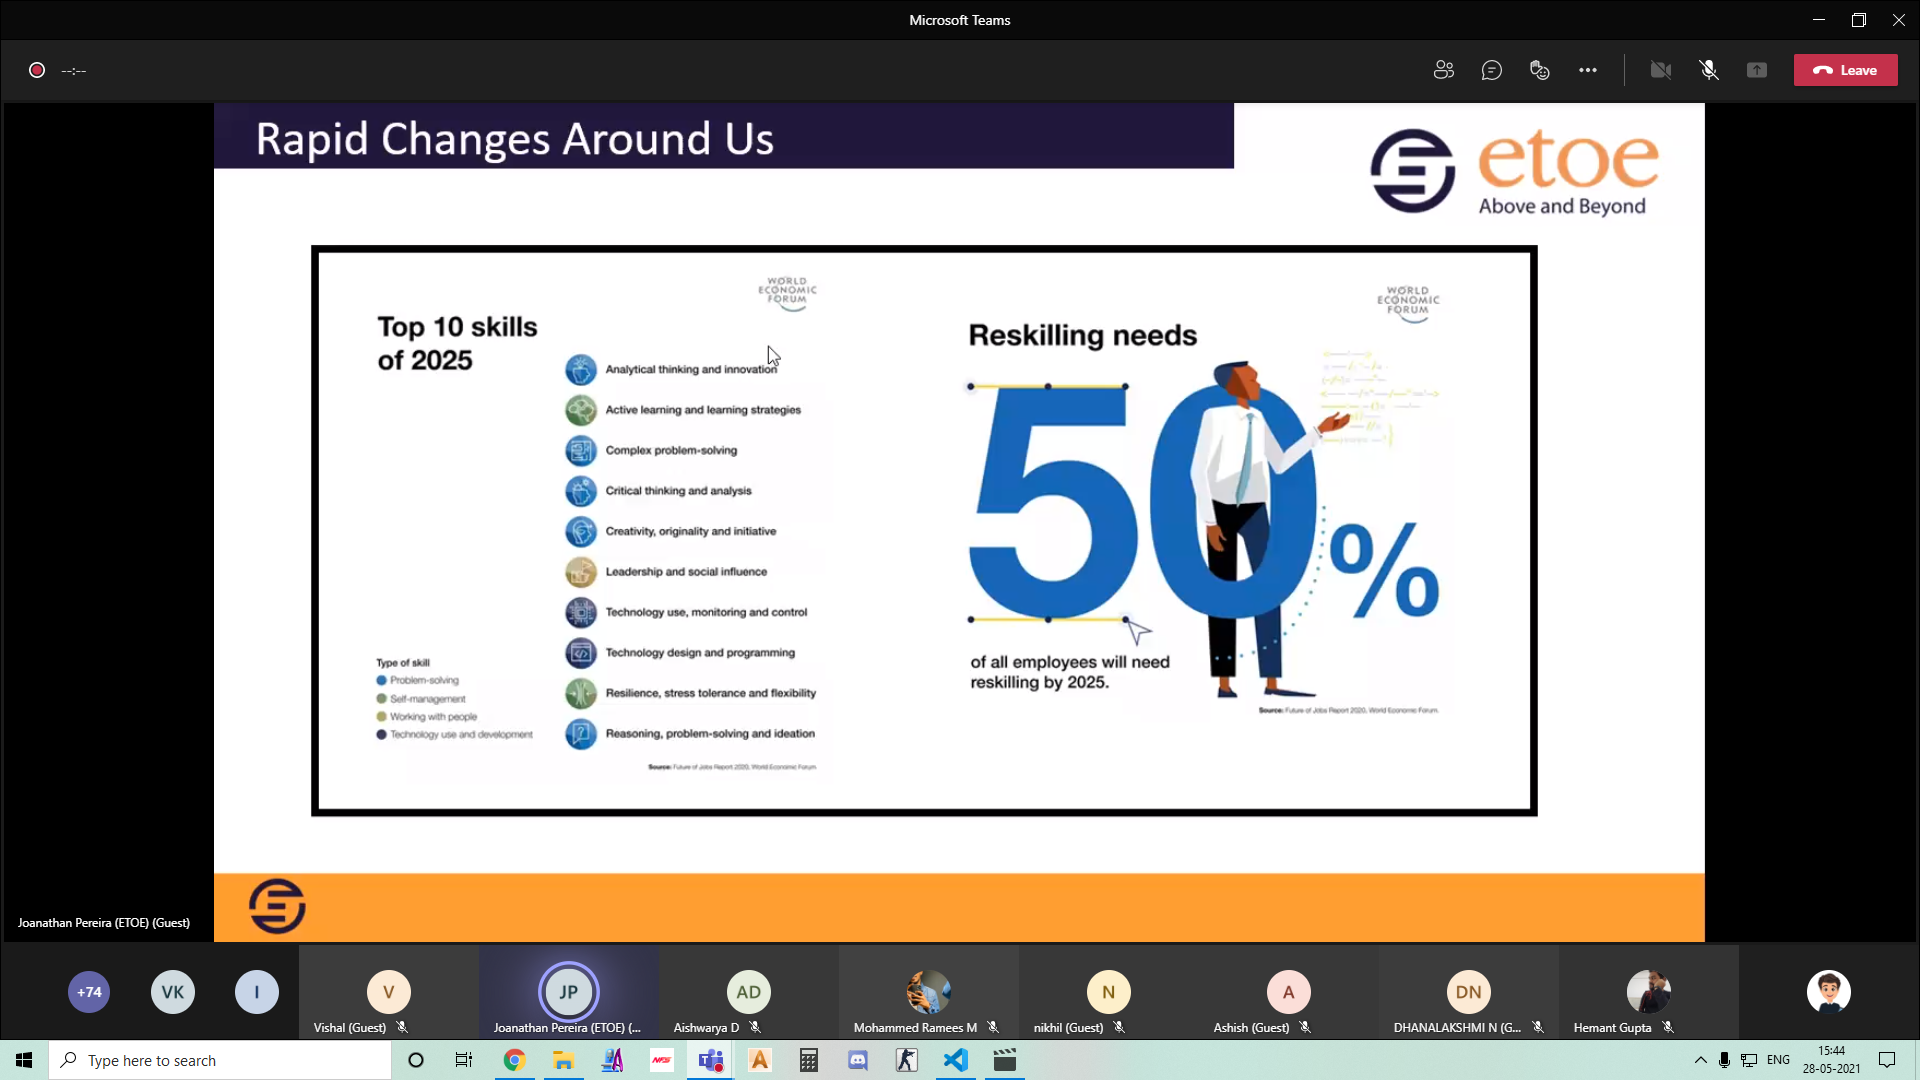 Microsoft Teams
--:--
Leave
Rapid Changes Around Us
etoe
Above and Beyond
WORLD
ECONOMIC
FORUM
Top 10 skills
of 2025
Analytical thinking and innovation
Active learning and learning strategies
Complex problem-solving
Critical thinking and analysis
Creativity, originality and initiative
Leadership and social influence
Technology use, monitoring and control
Technology design and programming
Resilience, stress tolerance and flexibility
Reasoning, problem-solving and ideation
Type of skill
Problem-solving
Self-management
Working with people
Technology use and development
Source: Future of Jobs Report 2020, World Economic Forum
WORLD
ECONOMIC
FORUM
Reskilling needs
50%
of all employees will need
reskilling by 2025.
Source: Future of Jobs Report 2020, World Economic Forum.
Joanathan Pereira (ETOE) (Guest)
+74
VK
I
V
JP
AD
N
A
DN
Vishal (Guest)
Joanathan Pereira (ETOE) (...
Aishwarya D
Mohammed Ramees M
nikhil (Guest)
Ashish (Guest)
DHANALAKSHMI N (G...
Hemant Gupta
Type here to search
NFS
ENG
15:44
28-05-2021